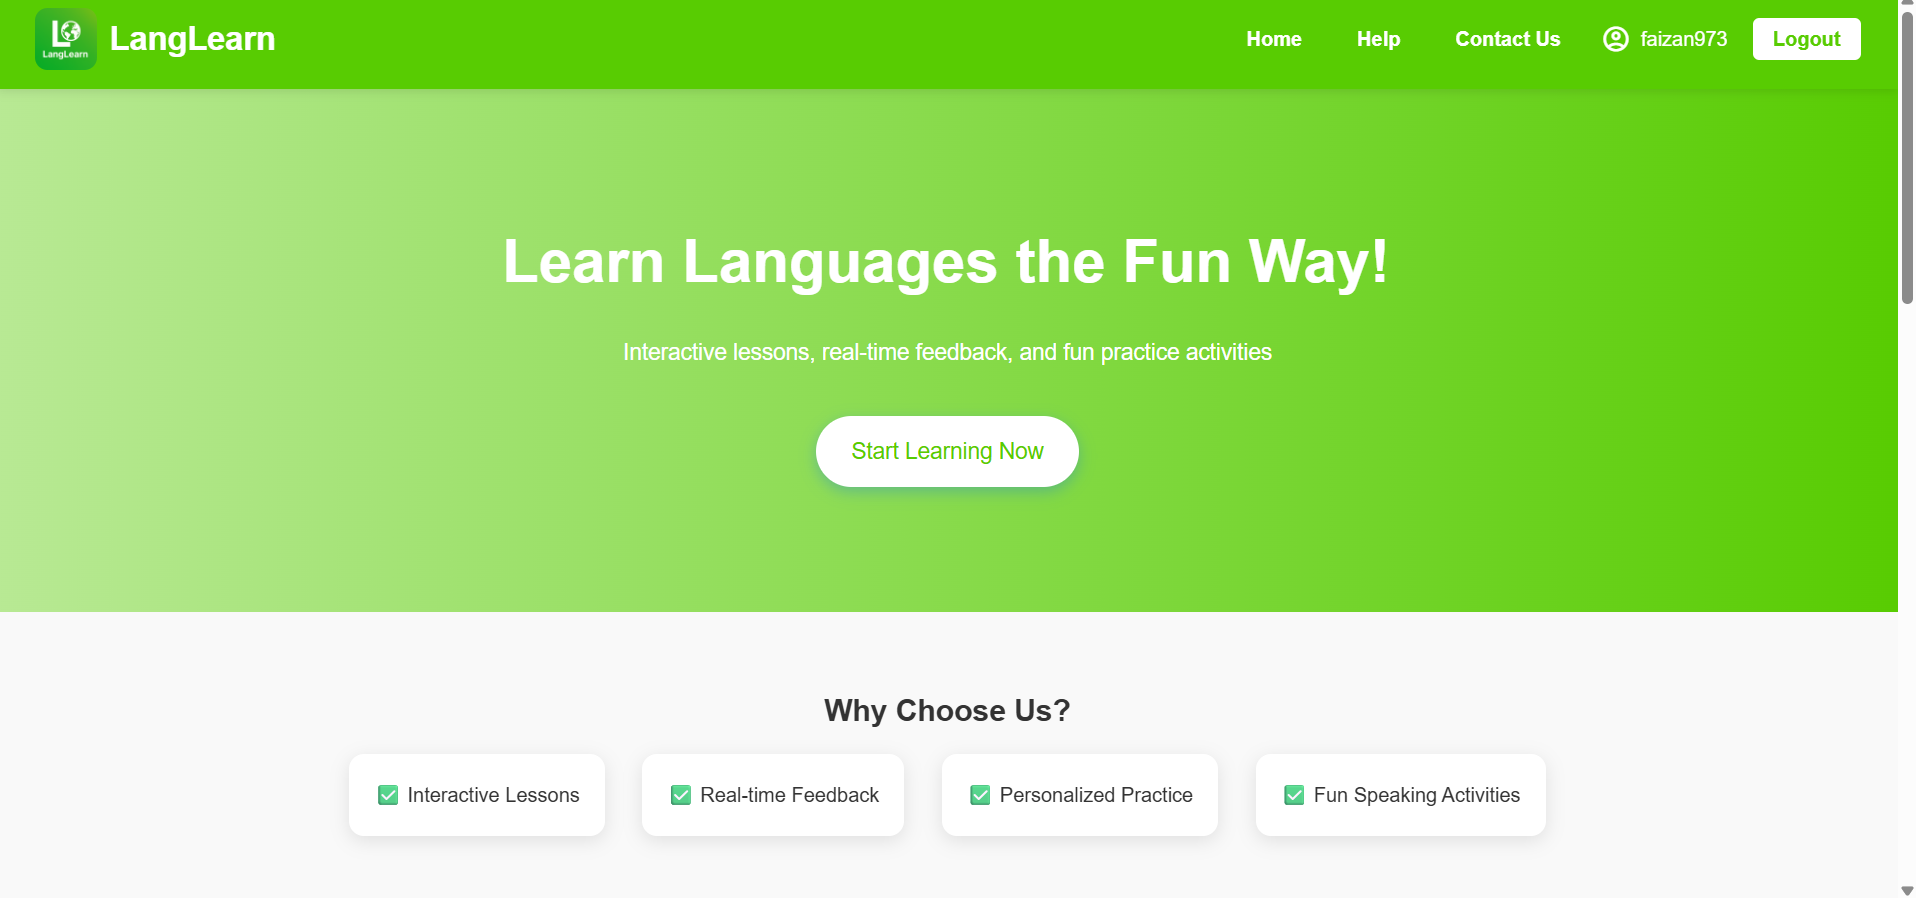 LangLearn
LangLearn
Home
Help
Contact Us
faizan973
Logout
Learn Languages the Fun Way!
Interactive lessons, real-time feedback, and fun practice activities
Start Learning Now
Why Choose Us?
✅ Interactive Lessons
✅ Real-time Feedback
✅ Personalized Practice
✅ Fun Speaking Activities